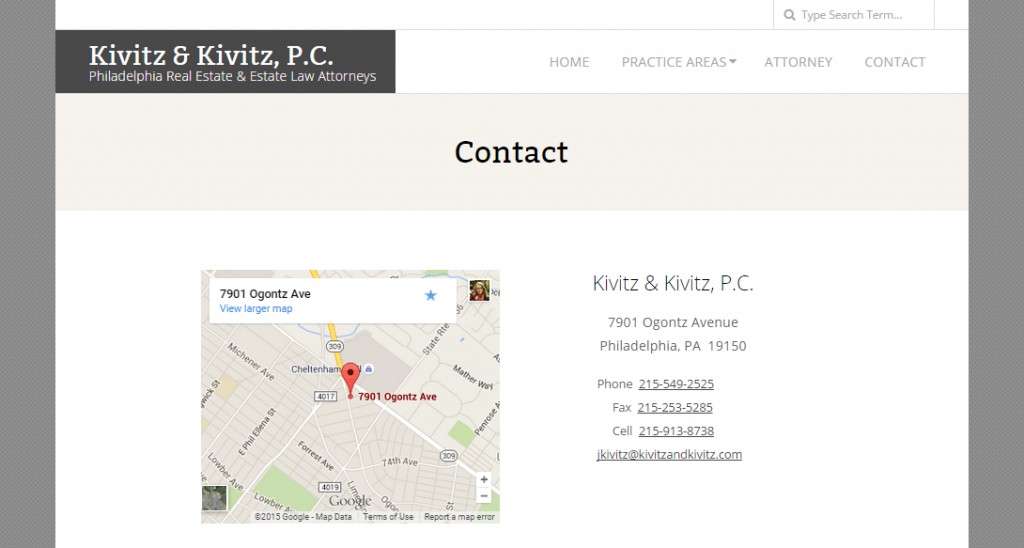 Type Search Term...
Kivitz & Kivitz, P.C.
Philadelphia Real Estate & Estate Law Attorneys
HOME PRACTICE AREAS ATTORNEY CONTACT
Contact
7901 Ogontz Ave
View larger map
State Rte
309
Michener Ave
Cheltenham
Mather Way
4017
7901 Ogontz Ave
E Phil Ellena St
Penrose
Forrest Ave
74th Ave
309
4019
Google
©2015 Google - Map Data Terms of Use Report a map error
Kivitz & Kivitz, P.C.
7901 Ogontz Avenue
Philadelphia, PA 19150
Phone 215-549-2525
Fax 215-253-5285
Cell 215-913-8738
jkivitz@kivitzandkivitz.com